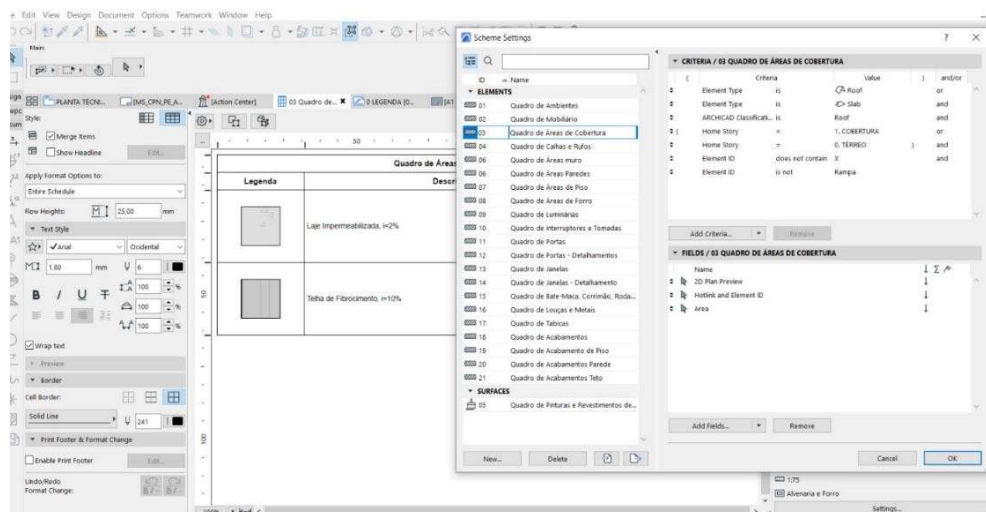 Edit View Design Document Options Teamwork Window Help
Main:
PLANTA TÉCNI...
[MS_CPN_PE_A...
[Action Center]
03 Quadro de...
0 LEGENDA [0...
[A1
Style:
Merge Items
Show Headline
Edit...
Apply Format Options to:
Entire Schedule
Row Heights:
25,00 mm
Text Style
Arial
Ocidental
1,80 mm
6
100 %
B I U T
100 %
100 %
Wrap text
Preview
Border
Cell Border:
Solid Line
241
Print Footer & Format Change
Enable Print Footer
Edit...
Undo/Redo
Format Change:
50
100
Quadro de Áreas
Legenda
Descri
Laje Impermeabilizada, i=2%
Telha de Fibrocimento, i=10%
Scheme Settings
? X
ID Name
ELEMENTS
01 Quadro de Ambientes
02 Quadro de Mobiliário
03 Quadro de Áreas de Cobertura
04 Quadro de Calhas e Rufos
06 Quadro de Áreas muro
06 Quadro de Áreas Paredes
07 Quadro de Áreas de Piso
08 Quadro de Áreas de Forro
09 Quadro de Luminárias
10 Quadro de Interruptores e Tomadas
11 Quadro de Portas
12 Quadro de Portas - Detalhamentos
13 Quadro de Janelas
14 Quadro de Janelas - Detalhamento
15 Quadro de Bate-Maca, Corrimão, Roda...
16 Quadro de Louças e Metais
17 Quadro de Tabicas
18 Quadro de Acabamentos
19 Quadro de Acabamento de Piso
20 Quadro de Acabamentos Parede
21 Quadro de Acabamentos Teto
SURFACES
05 Quadro de Pinturas e Revestimentos de...
New...
Delete
CRITERIA / 03 QUADRO DE ÁREAS DE COBERTURA
( Criteria Value ) and/or
Element Type is Roof or
Element Type is Slab and
ARCHICAD Classificati... is Roof and
( Home Story = 1. COBERTURA or
Home Story = 0. TÉRREO ) and
Element ID does not contain X and
Element ID is not Rampa
Add Criteria...
Remove
FIELDS / 03 QUADRO DE ÁREAS DE COBERTURA
Name
2D Plan Preview
Hotlink and Element ID
Area
Add Fields...
Remove
Cancel
OK
1:75
Alvenaria e Forro
Settings...